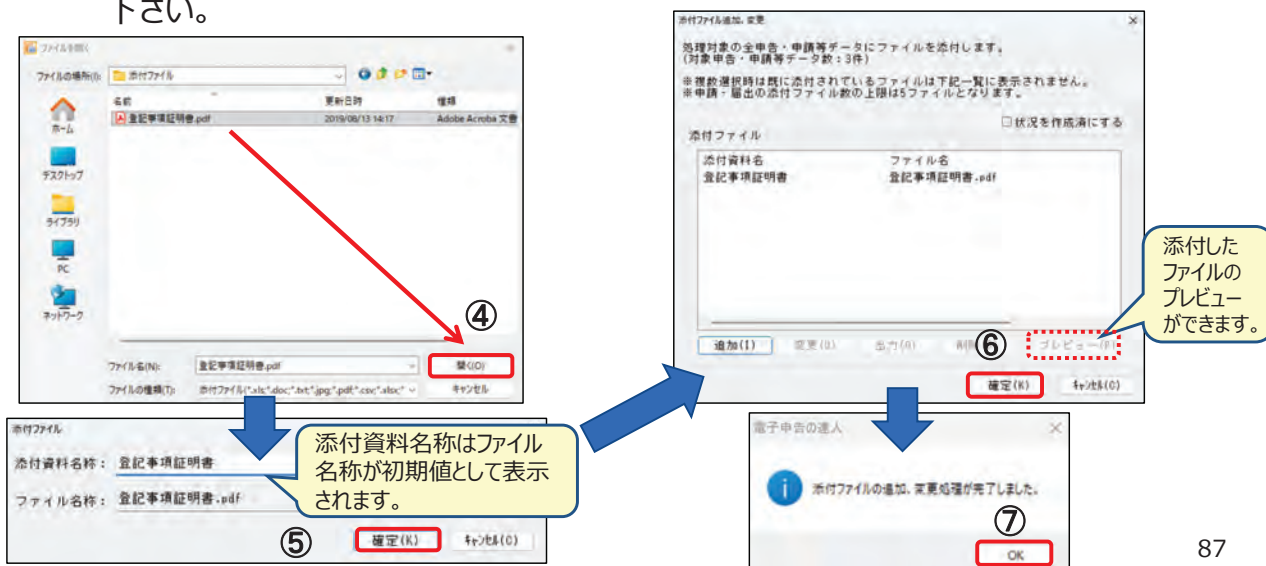 下さい。
ファイルを開く
ファイルの場所(I):
添付ファイル
名前
更新日時
種類
登記事項証明書.pdf
2019/08/13 14:17
Adobe Acroba 文書
ホーム
デスクトップ
ライブラリ
PC
ネットワーク
④
ファイル名(N):
登記事項証明書.pdf
開く(O)
ファイルの種類(T):
キャンセル
添付ファイル
添付資料名称:
登記事項証明書
ファイル名称:
登記事項証明書.pdf
添付資料名称はファイル
名称が初期値として表示
されます。
⑤
確定(K)
キャンセル(C)
添付ファイル追加、変更
処理対象の全申告・申請等データにファイルを添付します。
(対象申告・申請等データ数:3件)
※複数選択時は既に添付されているファイルは下記一覧に表示されません。
※申請・届出の添付ファイル数の上限は5ファイルとなります。
状況を作成済にする
添付ファイル
添付資料名
ファイル名
登記事項証明書
登記事項証明書.pdf
添付した
ファイルの
プレビュー
ができます。
追加(I)
変更(U)
出力(O)
⑥
プレビュー(P)
確定(K)
キャンセル(C)
電子申告の達人
添付ファイルの追加、変更処理が完了しました。
⑦
OK
87